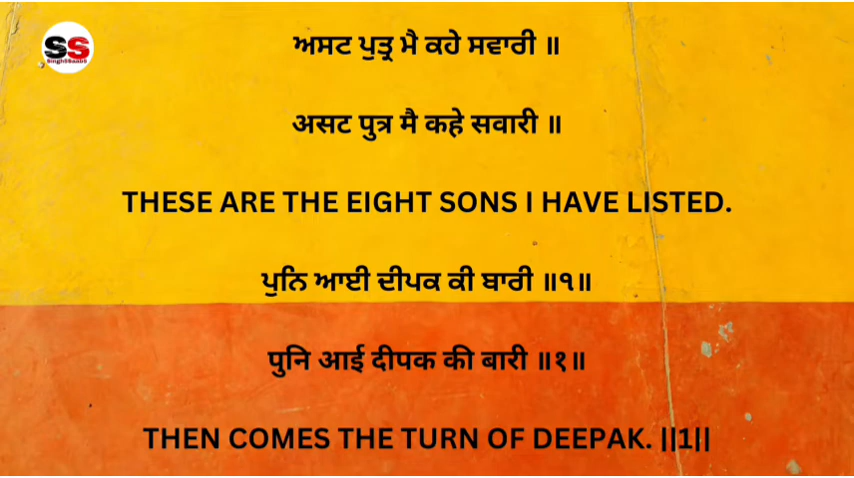 SS
SinghSSaab9
ਅਸਟ ਪੁਤ੍ਰ ਮੈ ਕਹੇ ਸਵਾਰੀ ॥
असट पुत्र मै कहे सवारी ॥
THESE ARE THE EIGHT SONS I HAVE LISTED.
ਪੁਨਿ ਆਈ ਦੀਪਕ ਕੀ ਬਾਰੀ ॥੧॥
पुनि आई दीपक की बारी ॥१॥
THEN COMES THE TURN OF DEEPAK. ||1||